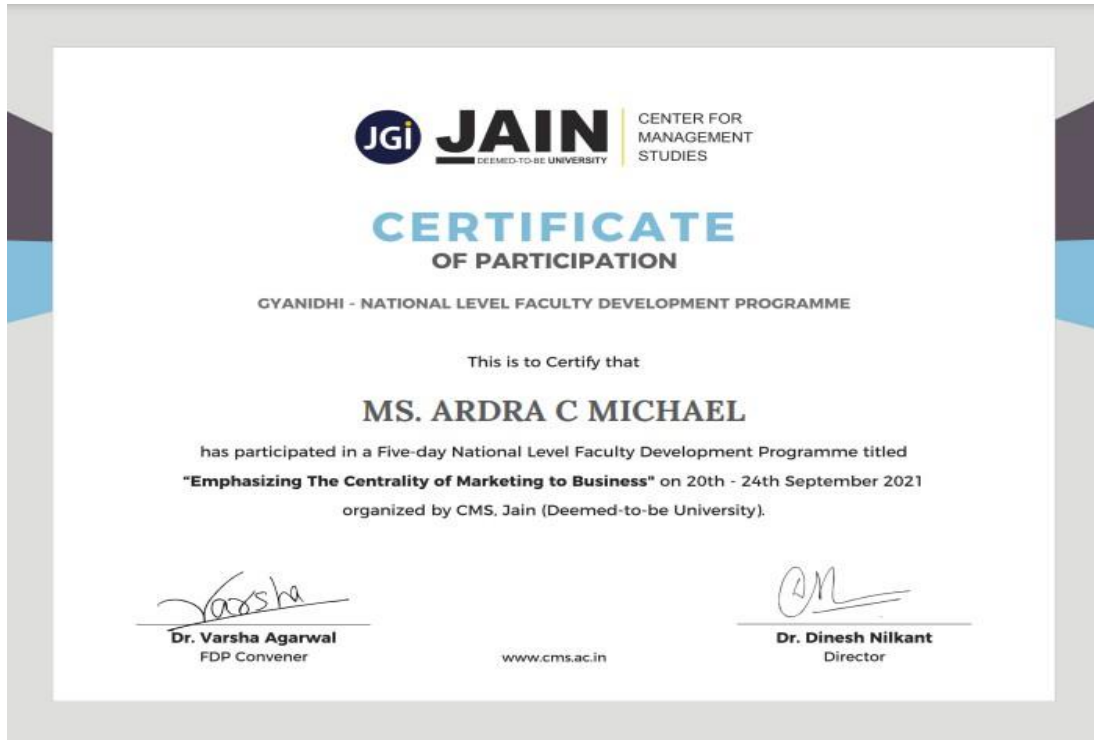 JGi JAIN
DEEMED-TO-BE UNIVERSITY
CENTER FOR
MANAGEMENT
STUDIES
CERTIFICATE
OF PARTICIPATION
GYANIDHI - NATIONAL LEVEL FACULTY DEVELOPMENT PROGRAMME
This is to Certify that
MS. ARDRA C MICHAEL
has participated in a Five-day National Level Faculty Development Programme titled
"Emphasizing The Centrality of Marketing to Business" on 20th - 24th September 2021
organized by CMS, Jain (Deemed-to-be University).
Varsha
Dr. Varsha Agarwal
FDP Convener
www.cms.ac.in
Dr. Dinesh Nilkant
Director